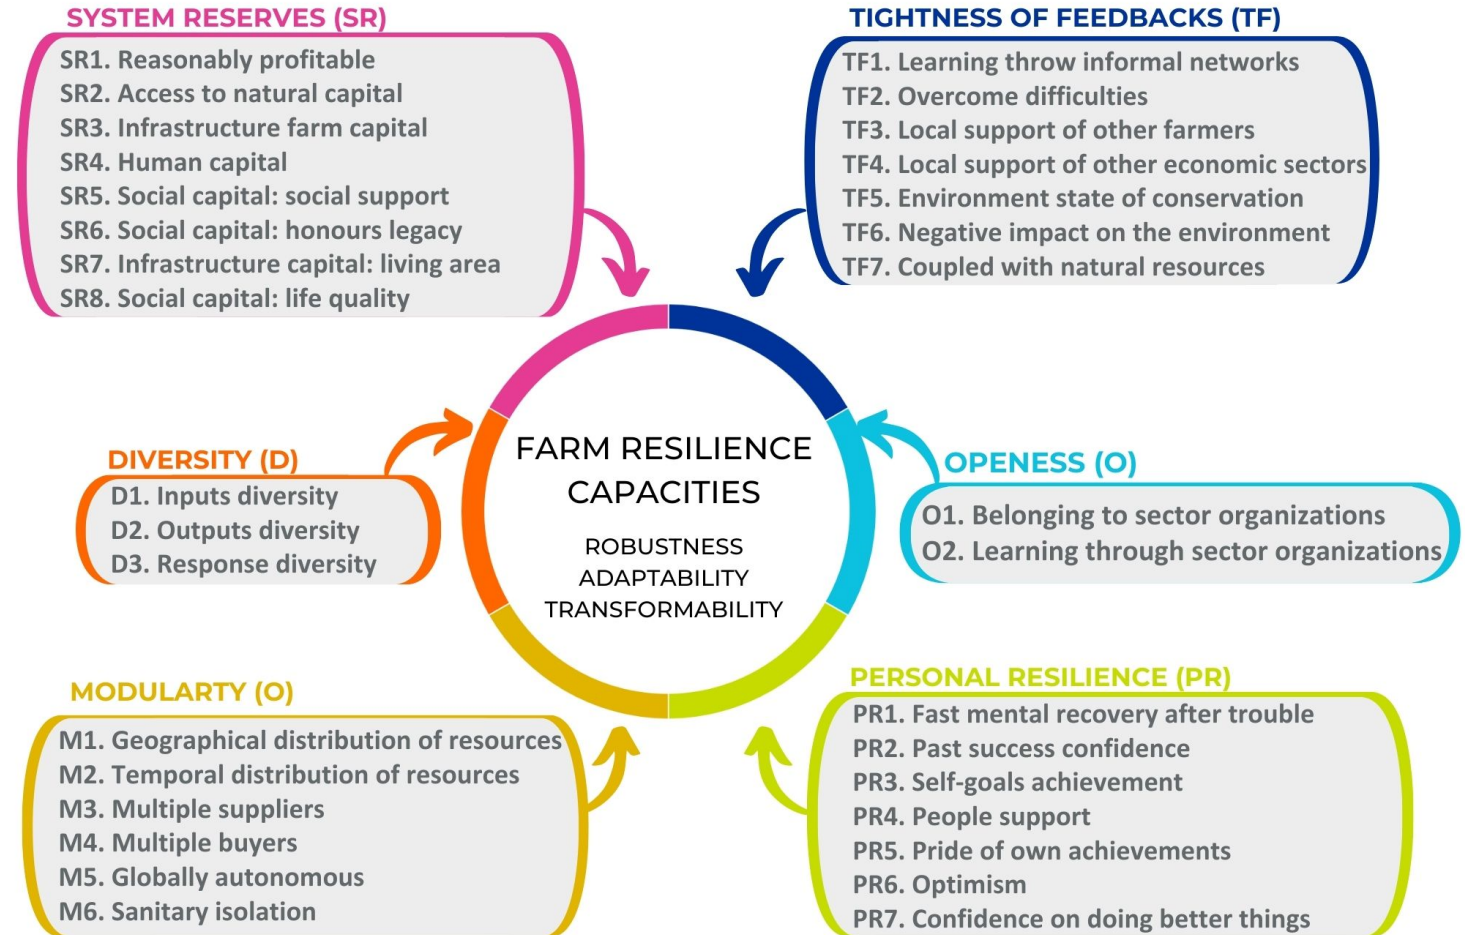 SYSTEM RESERVES (SR)
SR1. Reasonably profitable
SR2. Access to natural capital
SR3. Infrastructure farm capital
SR4. Human capital
SR5. Social capital: social support
SR6. Social capital: honours legacy
SR7. Infrastructure capital: living area
SR8. Social capital: life quality
TIGHTNESS OF FEEDBACKS (TF)
TF1. Learning throw informal networks
TF2. Overcome difficulties
TF3. Local support of other farmers
TF4. Local support of other economic sectors
TF5. Environment state of conservation
TF6. Negative impact on the environment
TF7. Coupled with natural resources
DIVERSITY (D)
D1. Inputs diversity
D2. Outputs diversity
D3. Response diversity
FARM RESILIENCE
CAPACITIES
ROBUSTNESS
ADAPTABILITY
TRANSFORMABILITY
OPENESS (O)
O1. Belonging to sector organizations
O2. Learning through sector organizations
MODULARTY (O)
M1. Geographical distribution of resources
M2. Temporal distribution of resources
M3. Multiple suppliers
M4. Multiple buyers
M5. Globally autonomous
M6. Sanitary isolation
PERSONAL RESILIENCE (PR)
PR1. Fast mental recovery after trouble
PR2. Past success confidence
PR3. Self-goals achievement
PR4. People support
PR5. Pride of own achievements
PR6. Optimism
PR7. Confidence on doing better things